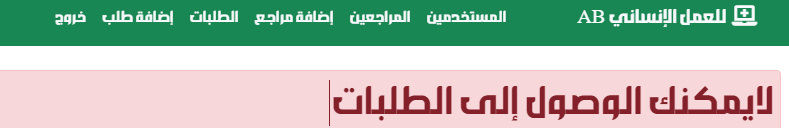 AB للعمل الإنساني
المستخدمين المراجعين إضافة مراجع الطلبات إضافة طلب خروج
لايمكنك الوصول إلى الطلبات